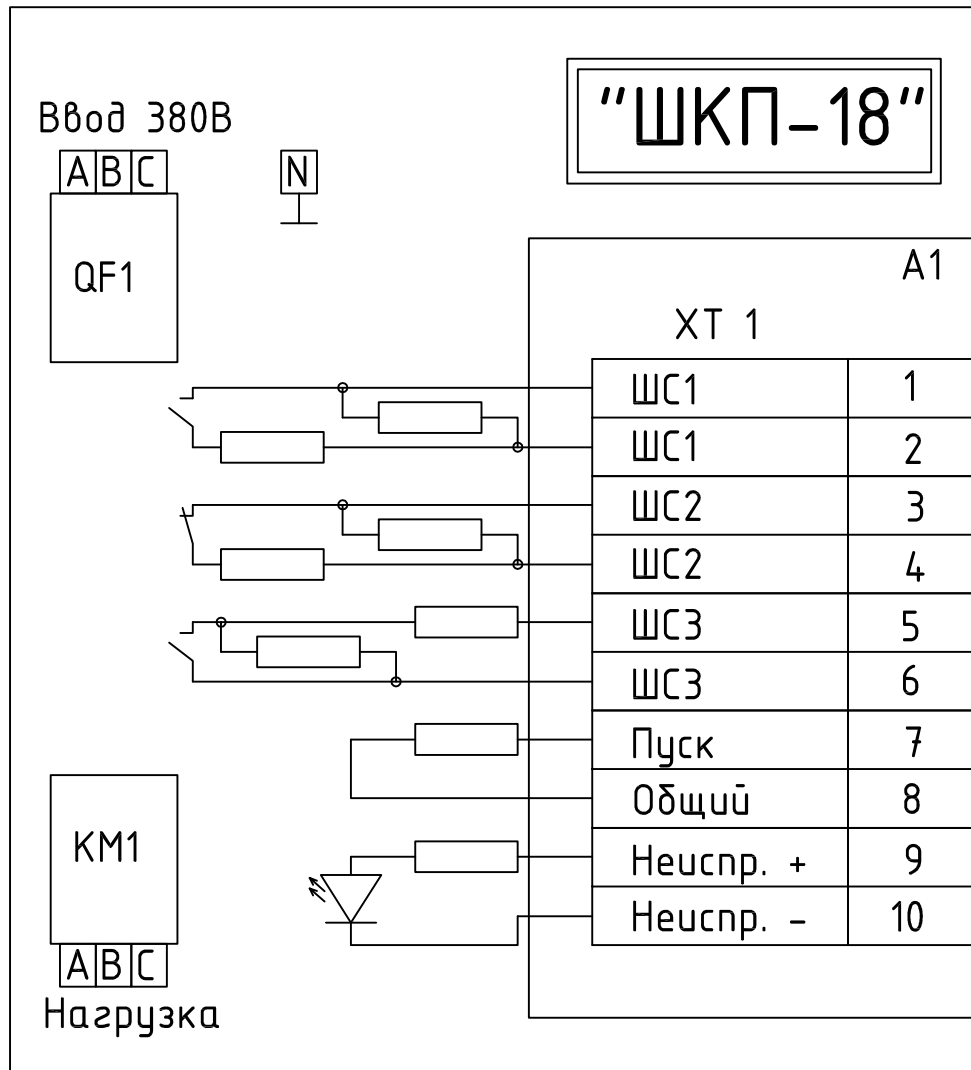 "ШКП-18"
Ввод 380В
A B C
N
QF1
A1
XT 1
ШС1 1
ШС1 2
ШС2 3
ШС2 4
ШС3 5
ШС3 6
Пуск 7
Общий 8
Неиспр. + 9
Неиспр. - 10
KM1
A B C
Нагрузка